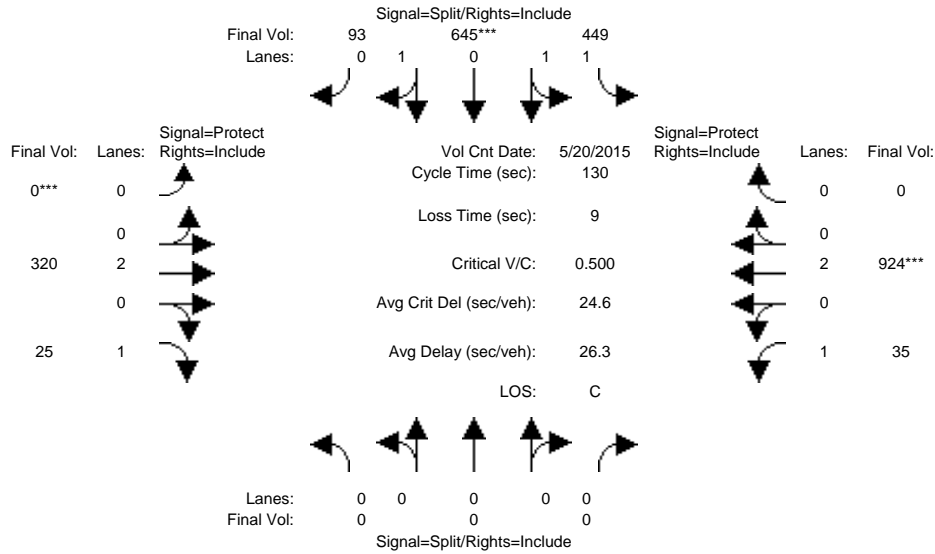 Signal=Split/Rights=Include
Final Vol: 93 645*** 449
Lanes: 0 1 0 1 1
Signal=Protect
Final Vol: Lanes: Rights=Include
Vol Cnt Date: 5/20/2015
Signal=Protect
Rights=Include Lanes: Final Vol:
Cycle Time (sec): 130
0*** 0
0 0
Loss Time (sec): 9
0
0
320 2
Critical V/C: 0.500
2 924***
0
Avg Crit Del (sec/veh): 24.6
0
25 1
Avg Delay (sec/veh): 26.3
1 35
LOS: C
Lanes: 0 0 0 0 0
Final Vol: 0 0 0
Signal=Split/Rights=Include